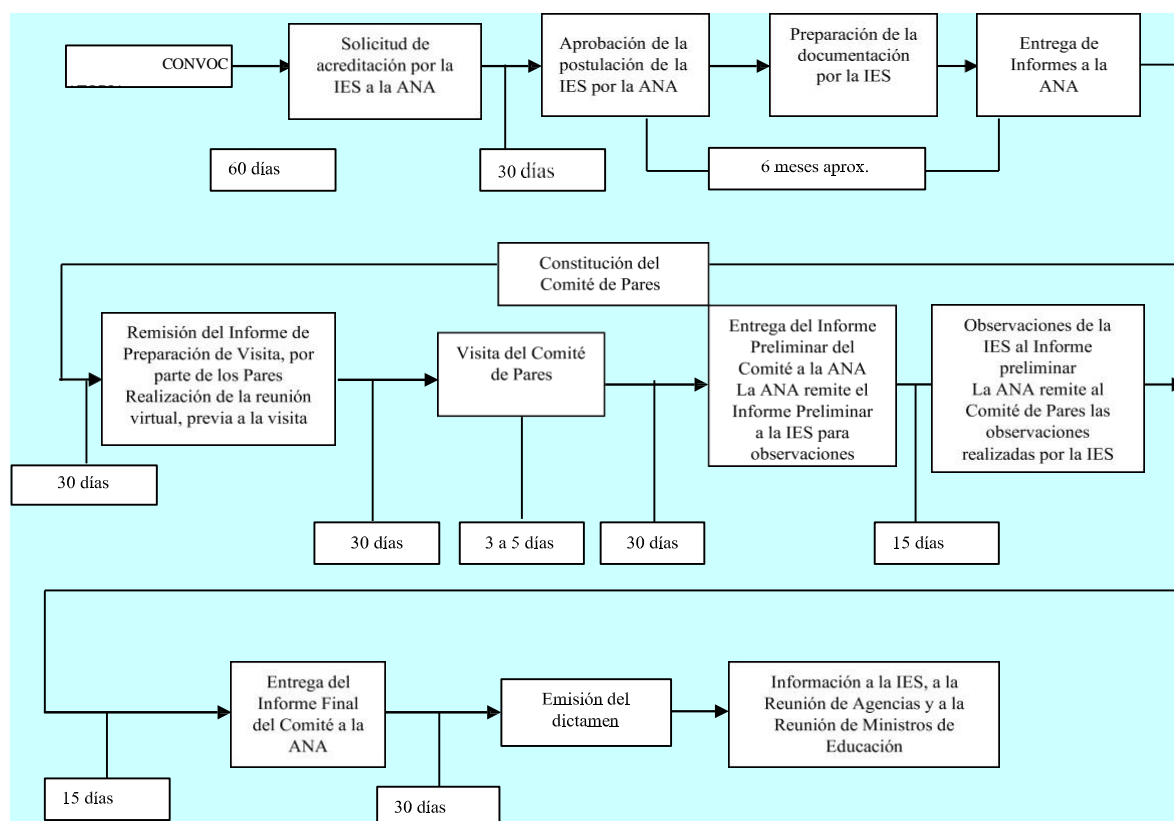 CONVOC
Solicitud de
acreditación por la
IES a la ANA
Aprobación de la
postulación de la
IES por la ANA
Preparación de la
documentación
por la IES
Entrega de
Informes a la
ANA
60 días
30 días
6 meses aprox.
Constitución del
Comité de Pares
Remisión del Informe de
Preparación de Visita, por
parte de los Pares
Realización de la reunión
virtual, previa a la visita
Visita del Comité
de Pares
Entrega del Informe
Preliminar del
Comité a la ANA
La ANA remite el
Informe Preliminar
a la IES para
observaciones
Observaciones de la
IES al Informe
preliminar
La ANA remite al
Comité de Pares las
observaciones
realizadas por la IES
30 días
30 días
3 a 5 días
30 días
15 días
Entrega del
Informe Final
del Comité a la
ANA
Emisión del
dictamen
Información a la IES, a la
Reunión de Agencias y a la
Reunión de Ministros de
Educación
15 días
30 días